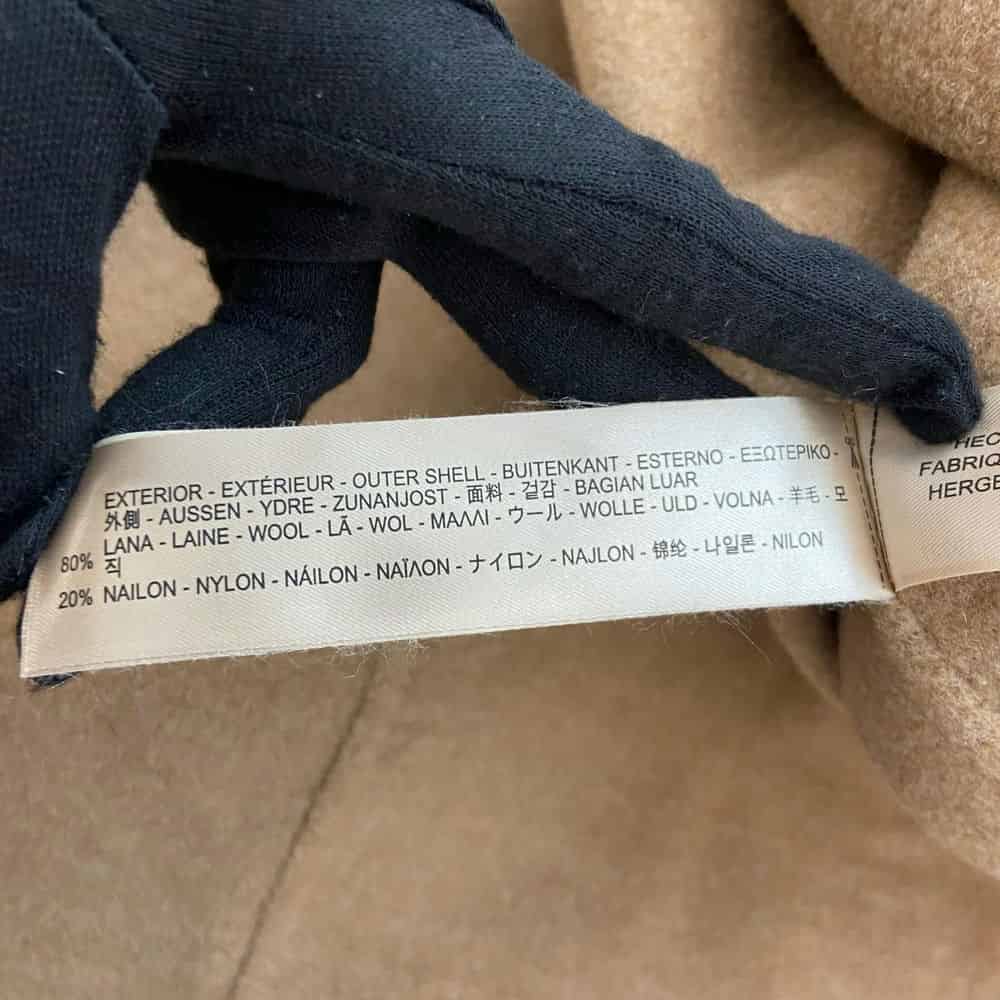 EXTERIOR - EXTÉRIEUR - OUTER SHELL - BUITENKANT - ESTERNO - ΕΞΩΤΕΡΙΚΟ -
外側 - AUSSEN - YDRE - ZUNANJOST - 面料 - 겉감 - BAGIAN LUAR
80% LANA - LAINE - WOOL - LÃ - WOL - ΜΑΛΛΙ - ウール - WOLLE - ULD - VOLNA - 羊毛 - 모
직
20% NAILON - NYLON - NÁILON - ΝΑΪΛΟΝ - ナイロン - NAJLON - 锦纶 - 나일론 - NILON
FABRIQ
HERGE